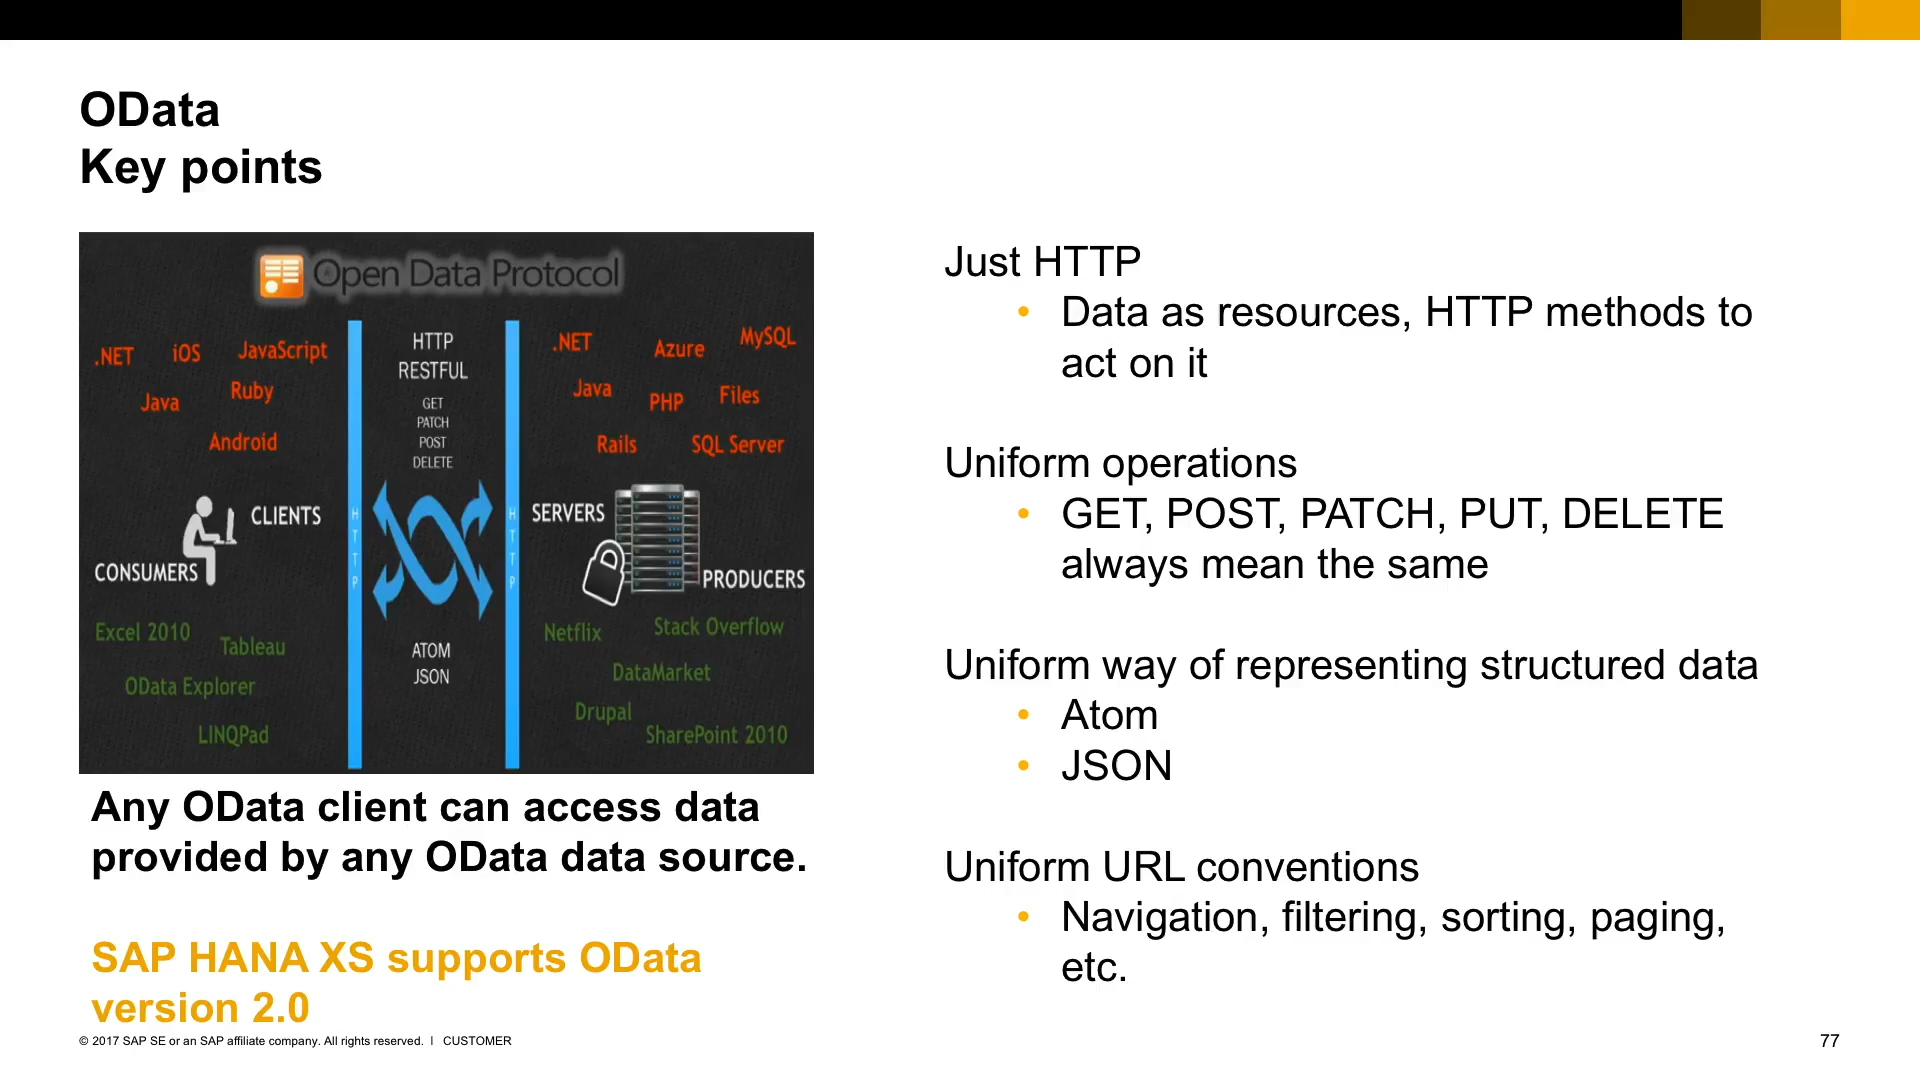 OData
Key points
Open Data Protocol
.NET iOS JavaScript
Java Ruby
Android
CLIENTS
CONSUMERS
Excel 2010 Tableau
OData Explorer
LINQPad
HTTP
HTTP
RESTFUL
GET
PATCH
POST
DELETE
ATOM
JSON
HTTP
.NET Azure MySQL
Java PHP Files
Rails SQL Server
SERVERS
PRODUCERS
Netflix Stack Overflow
DataMarket
Drupal
SharePoint 2010
Any OData client can access data
provided by any OData data source.
SAP HANA XS supports OData
version 2.0
Just HTTP
• Data as resources, HTTP methods to
act on it
Uniform operations
• GET, POST, PATCH, PUT, DELETE
always mean the same
Uniform way of representing structured data
• Atom
• JSON
Uniform URL conventions
• Navigation, filtering, sorting, paging,
etc.
© 2017 SAP SE or an SAP affiliate company. All rights reserved. I CUSTOMER
77